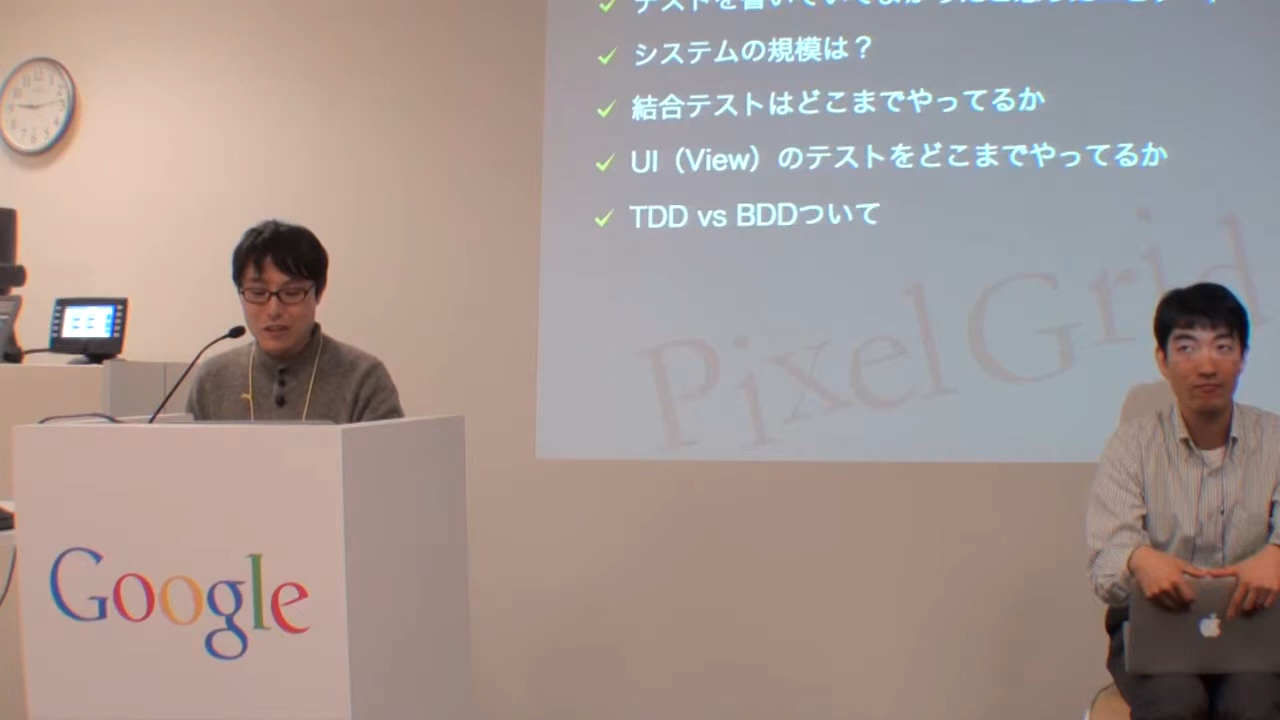 システムの規模は？
結合テストはどこまでやってるか
UI（View）のテストをどこまでやってるか
TDD vs BDDついて
PixelGrid
Google